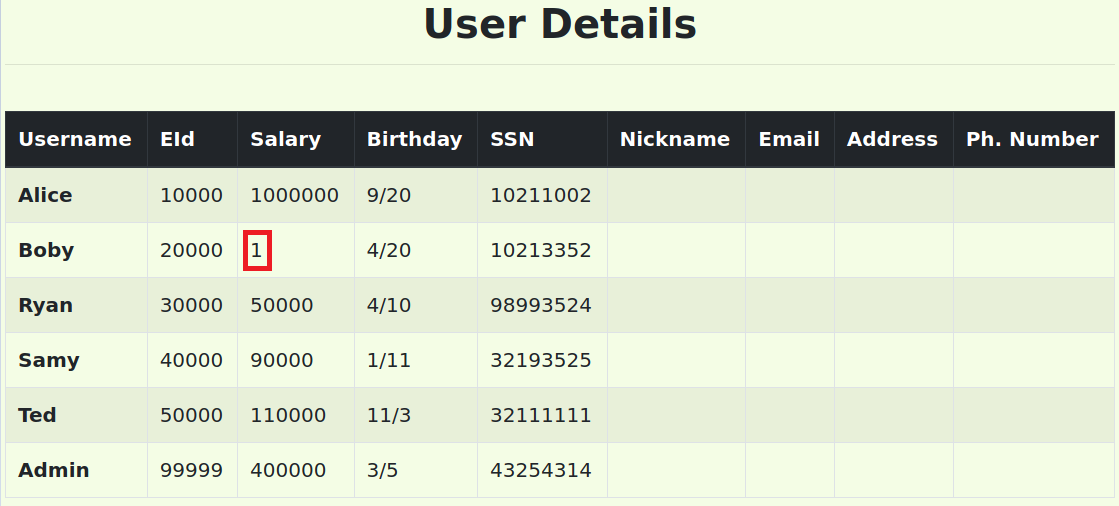 User Details
Username EId Salary Birthday SSN Nickname Email Address Ph. Number
Alice 10000 1000000 9/20 10211002
Boby 20000 1 4/20 10213352
Ryan 30000 50000 4/10 98993524
Samy 40000 90000 1/11 32193525
Ted 50000 110000 11/3 32111111
Admin 99999 400000 3/5 43254314